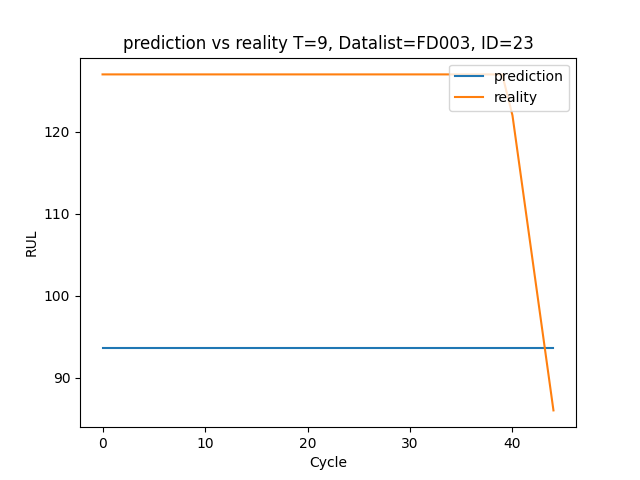 prediction vs reality T=9, Datalist=FD003, ID=23
prediction
reality
120
110
100
90
RUL
0 10 20 30 40
Cycle